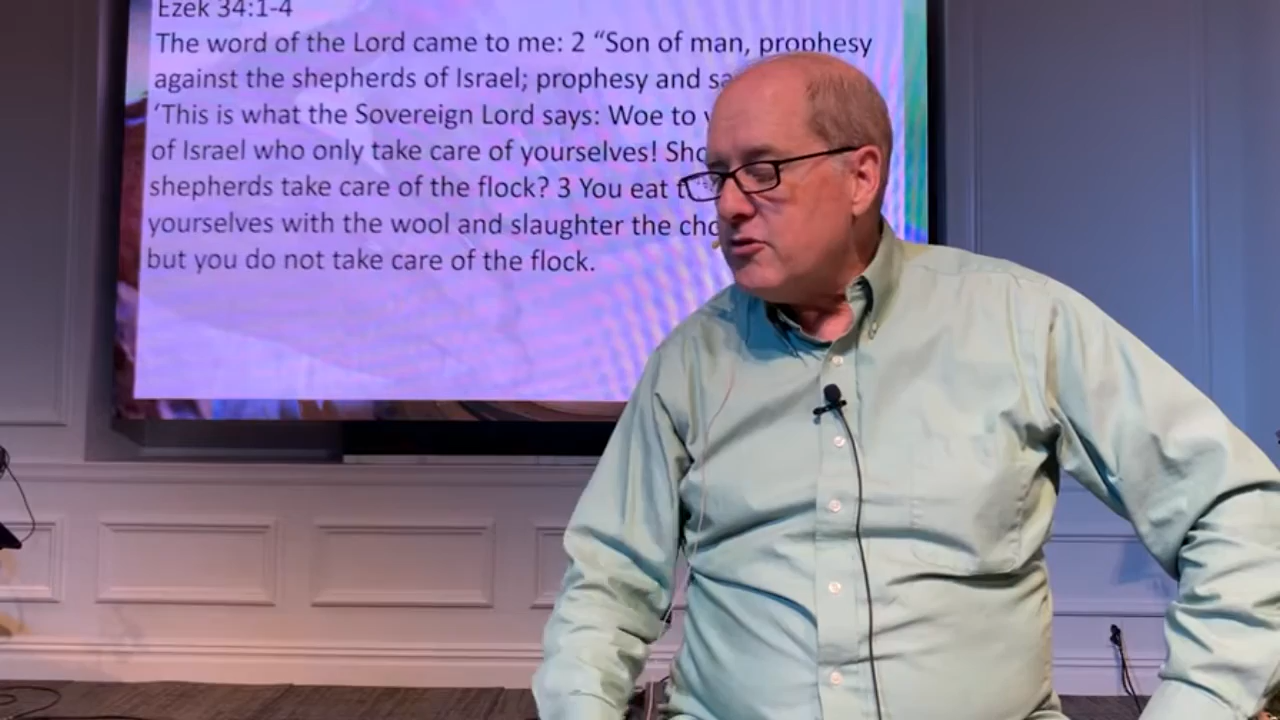 Ezek 34:1-4
The word of the Lord came to me: 2 “Son of man, prophesy
against the shepherds of Israel; prophesy and
‘This is what the Sovereign Lord says: Woe to
of Israel who only take care of yourselves!
shepherds take care of the flock? 3 You eat
yourselves with the wool and slaughter the
but you do not take care of the flock.